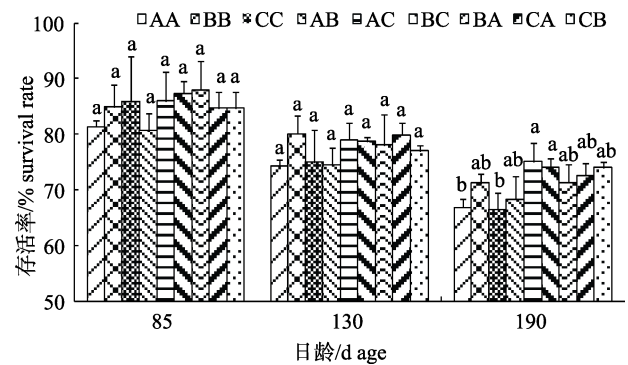 AA BB CC AB AC BC BA CA CB
100
90
80
70
60
50
存活率/% survival rate
a a a a a a a a a
a a a a a a a a a
b ab b ab a a ab ab ab
85 130 190
日龄/d age